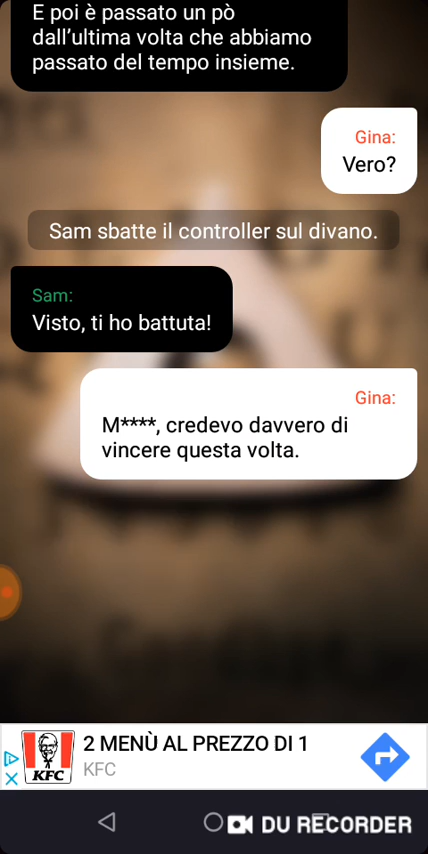 E poi è passato un pò
dall'ultima volta che abbiamo
passato del tempo insieme.
Gina:
Vero?
Sam sbatte il controller sul divano.
Sam:
Visto, ti ho battuta!
Gina:
M****, credevo davvero di
vincere questa volta.
2 MENÙ AL PREZZO DI 1
KFC
KFC
DU RECORDER